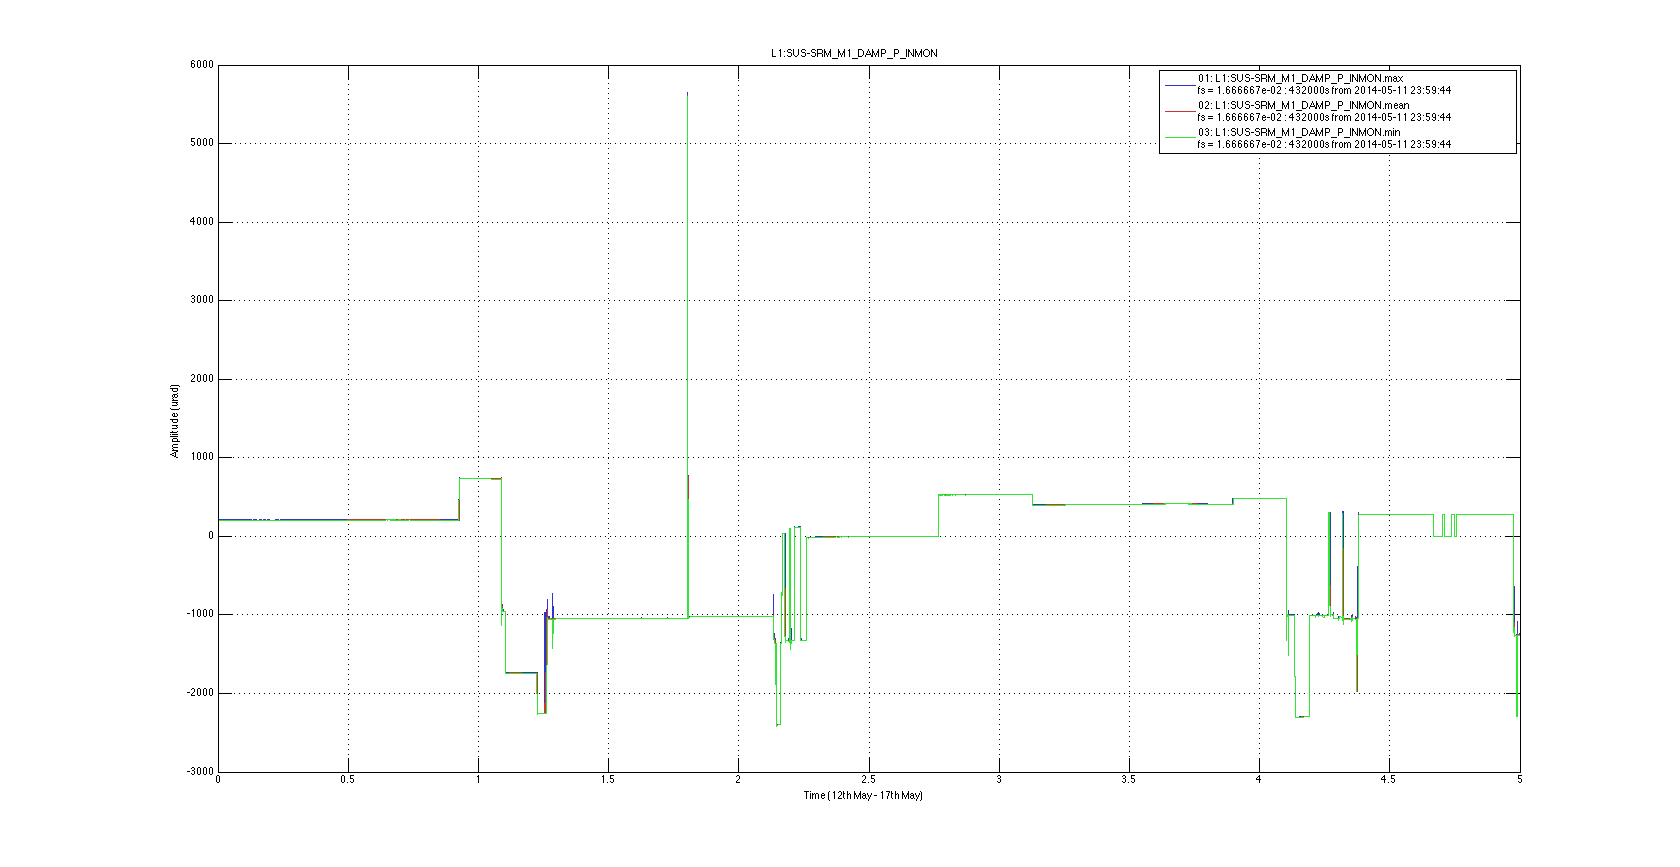 L1:SUS-SRM_M1_DAMP_P_INMON
6000
5000
4000
3000
2000
1000
0
-1000
-2000
-3000
Amplitude (urad)
01: L1:SUS-SRM_M1_DAMP_P_INMON.max
fs = 1.666667e-02 : 432000s from 2014-05-11 23:59:44
02: L1:SUS-SRM_M1_DAMP_P_INMON.mean
fs = 1.666667e-02 : 432000s from 2014-05-11 23:59:44
03: L1:SUS-SRM_M1_DAMP_P_INMON.min
fs = 1.666667e-02 : 432000s from 2014-05-11 23:59:44
0 0.5 1 1.5 2 2.5 3 3.5 4 4.5 5
Time (12th May - 17th May)